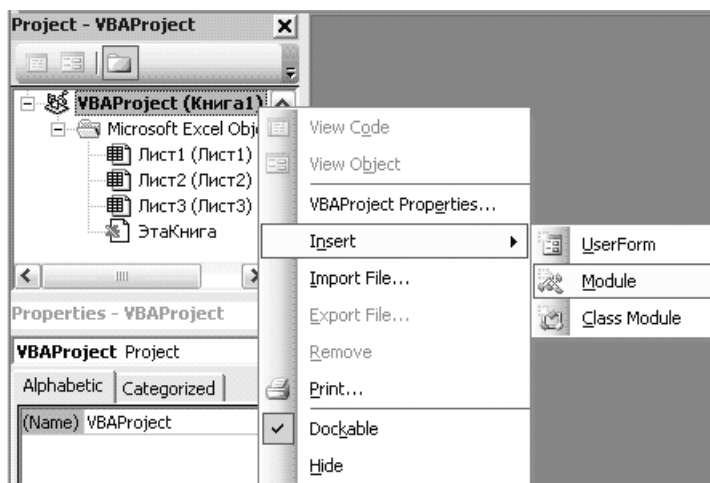 Project - VBAProject
VBAProject (Книга1)
Microsoft Excel Obj
Лист1 (Лист1)
Лист2 (Лист2)
Лист3 (Лист3)
ЭтаКнига
Properties - VBAProject
VBAProject Project
Alphabetic Categorized
(Name) VBAProject
View Code
View Object
VBAProject Properties...
Insert
Import File...
Export File...
Remove
Print...
Dockable
Hide
UserForm
Module
Class Module